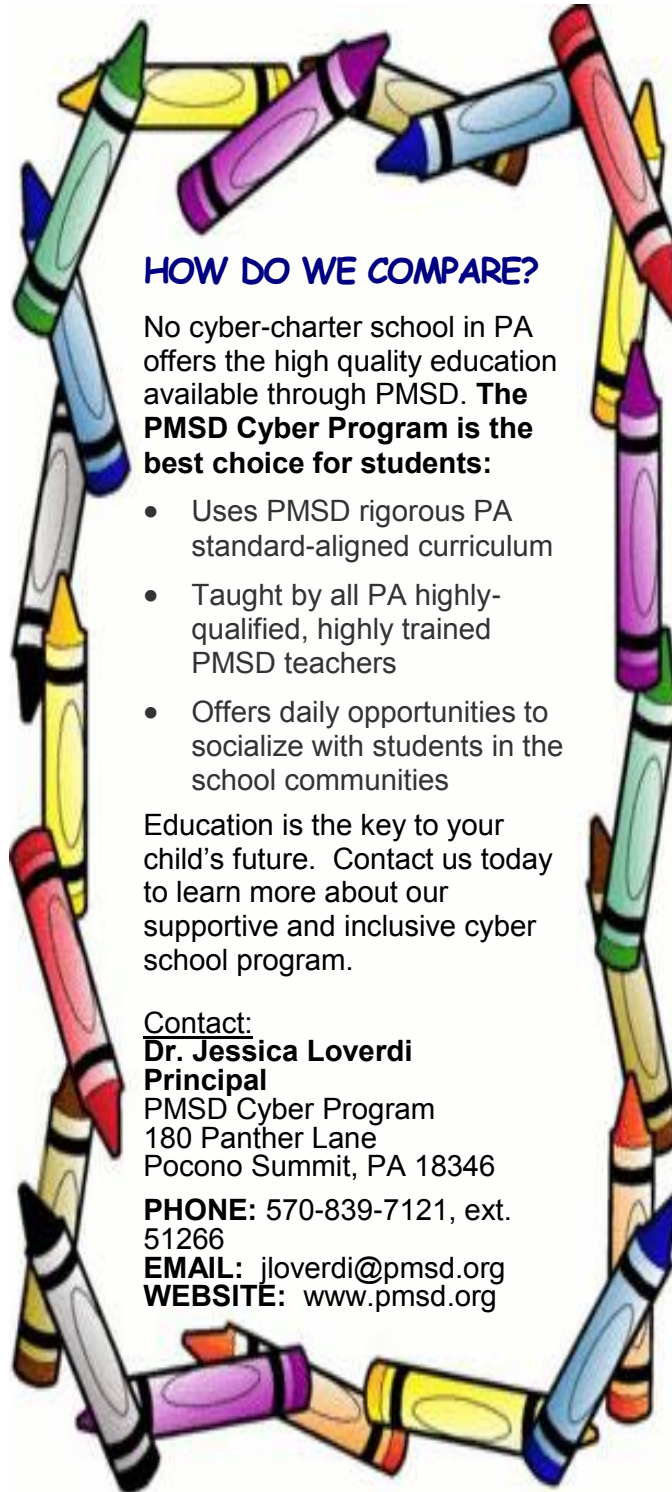 HOW DO WE COMPARE?
No cyber-charter school in PA
offers the high quality education
available through PMSD. The
PMSD Cyber Program is the
best choice for students:
• Uses PMSD rigorous PA
standard-aligned curriculum
• Taught by all PA highly-
qualified, highly trained
PMSD teachers
• Offers daily opportunities to
socialize with students in the
school communities
Education is the key to your
child’s future.  Contact us today
to learn more about our
supportive and inclusive cyber
school program.
Contact:
Dr. Jessica Loverdi
Principal
PMSD Cyber Program
180 Panther Lane
Pocono Summit, PA 18346
PHONE: 570-839-7121, ext.
51266
EMAIL:  jloverdi@pmsd.org
WEBSITE:  www.pmsd.org